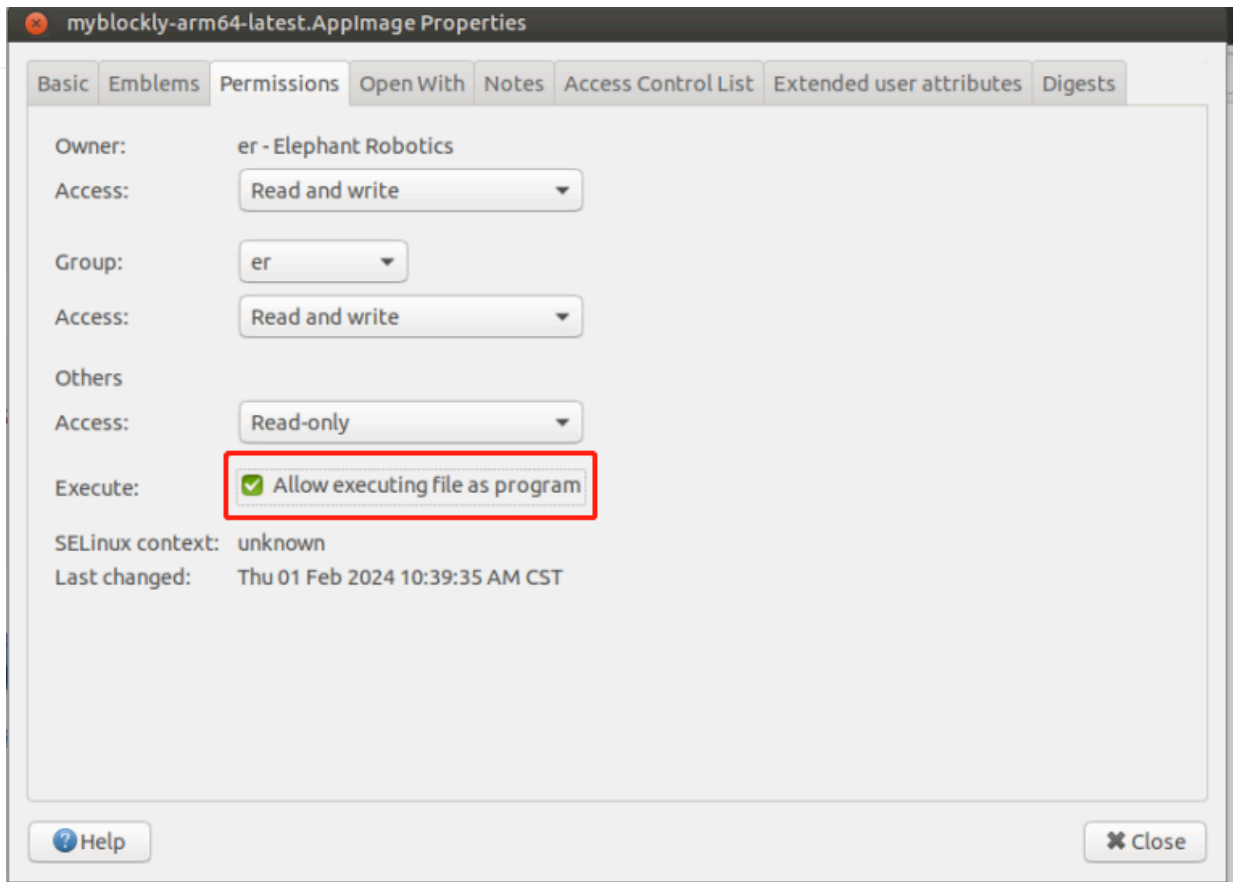 myblockly-arm64-latest.AppImage Properties
Basic Emblems Permissions Open With Notes Access Control List Extended user attributes Digests
Owner: er - Elephant Robotics
Access: Read and write
Group: er
Access: Read and write
Others
Access: Read-only
Execute: Allow executing file as program
SELinux context: unknown
Last changed: Thu 01 Feb 2024 10:39:35 AM CST
Help Close